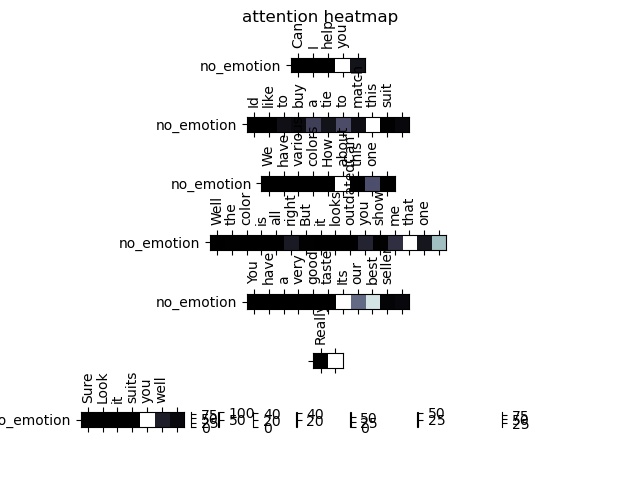 attention heatmap
Can I help you
no_emotion
Id like to buy a tie to match this suit
no_emotion
We have various colors How about this one
no_emotion
Well the color is all right But it looks outdatedCan you show me that one
no_emotion
You have a very good taste Its our best seller
no_emotion
Really
Sure Look it suits you well
no_emotion
75 50 25 0 100 50 40 20 0 40 20 50 25 0 50 25 75 50 25